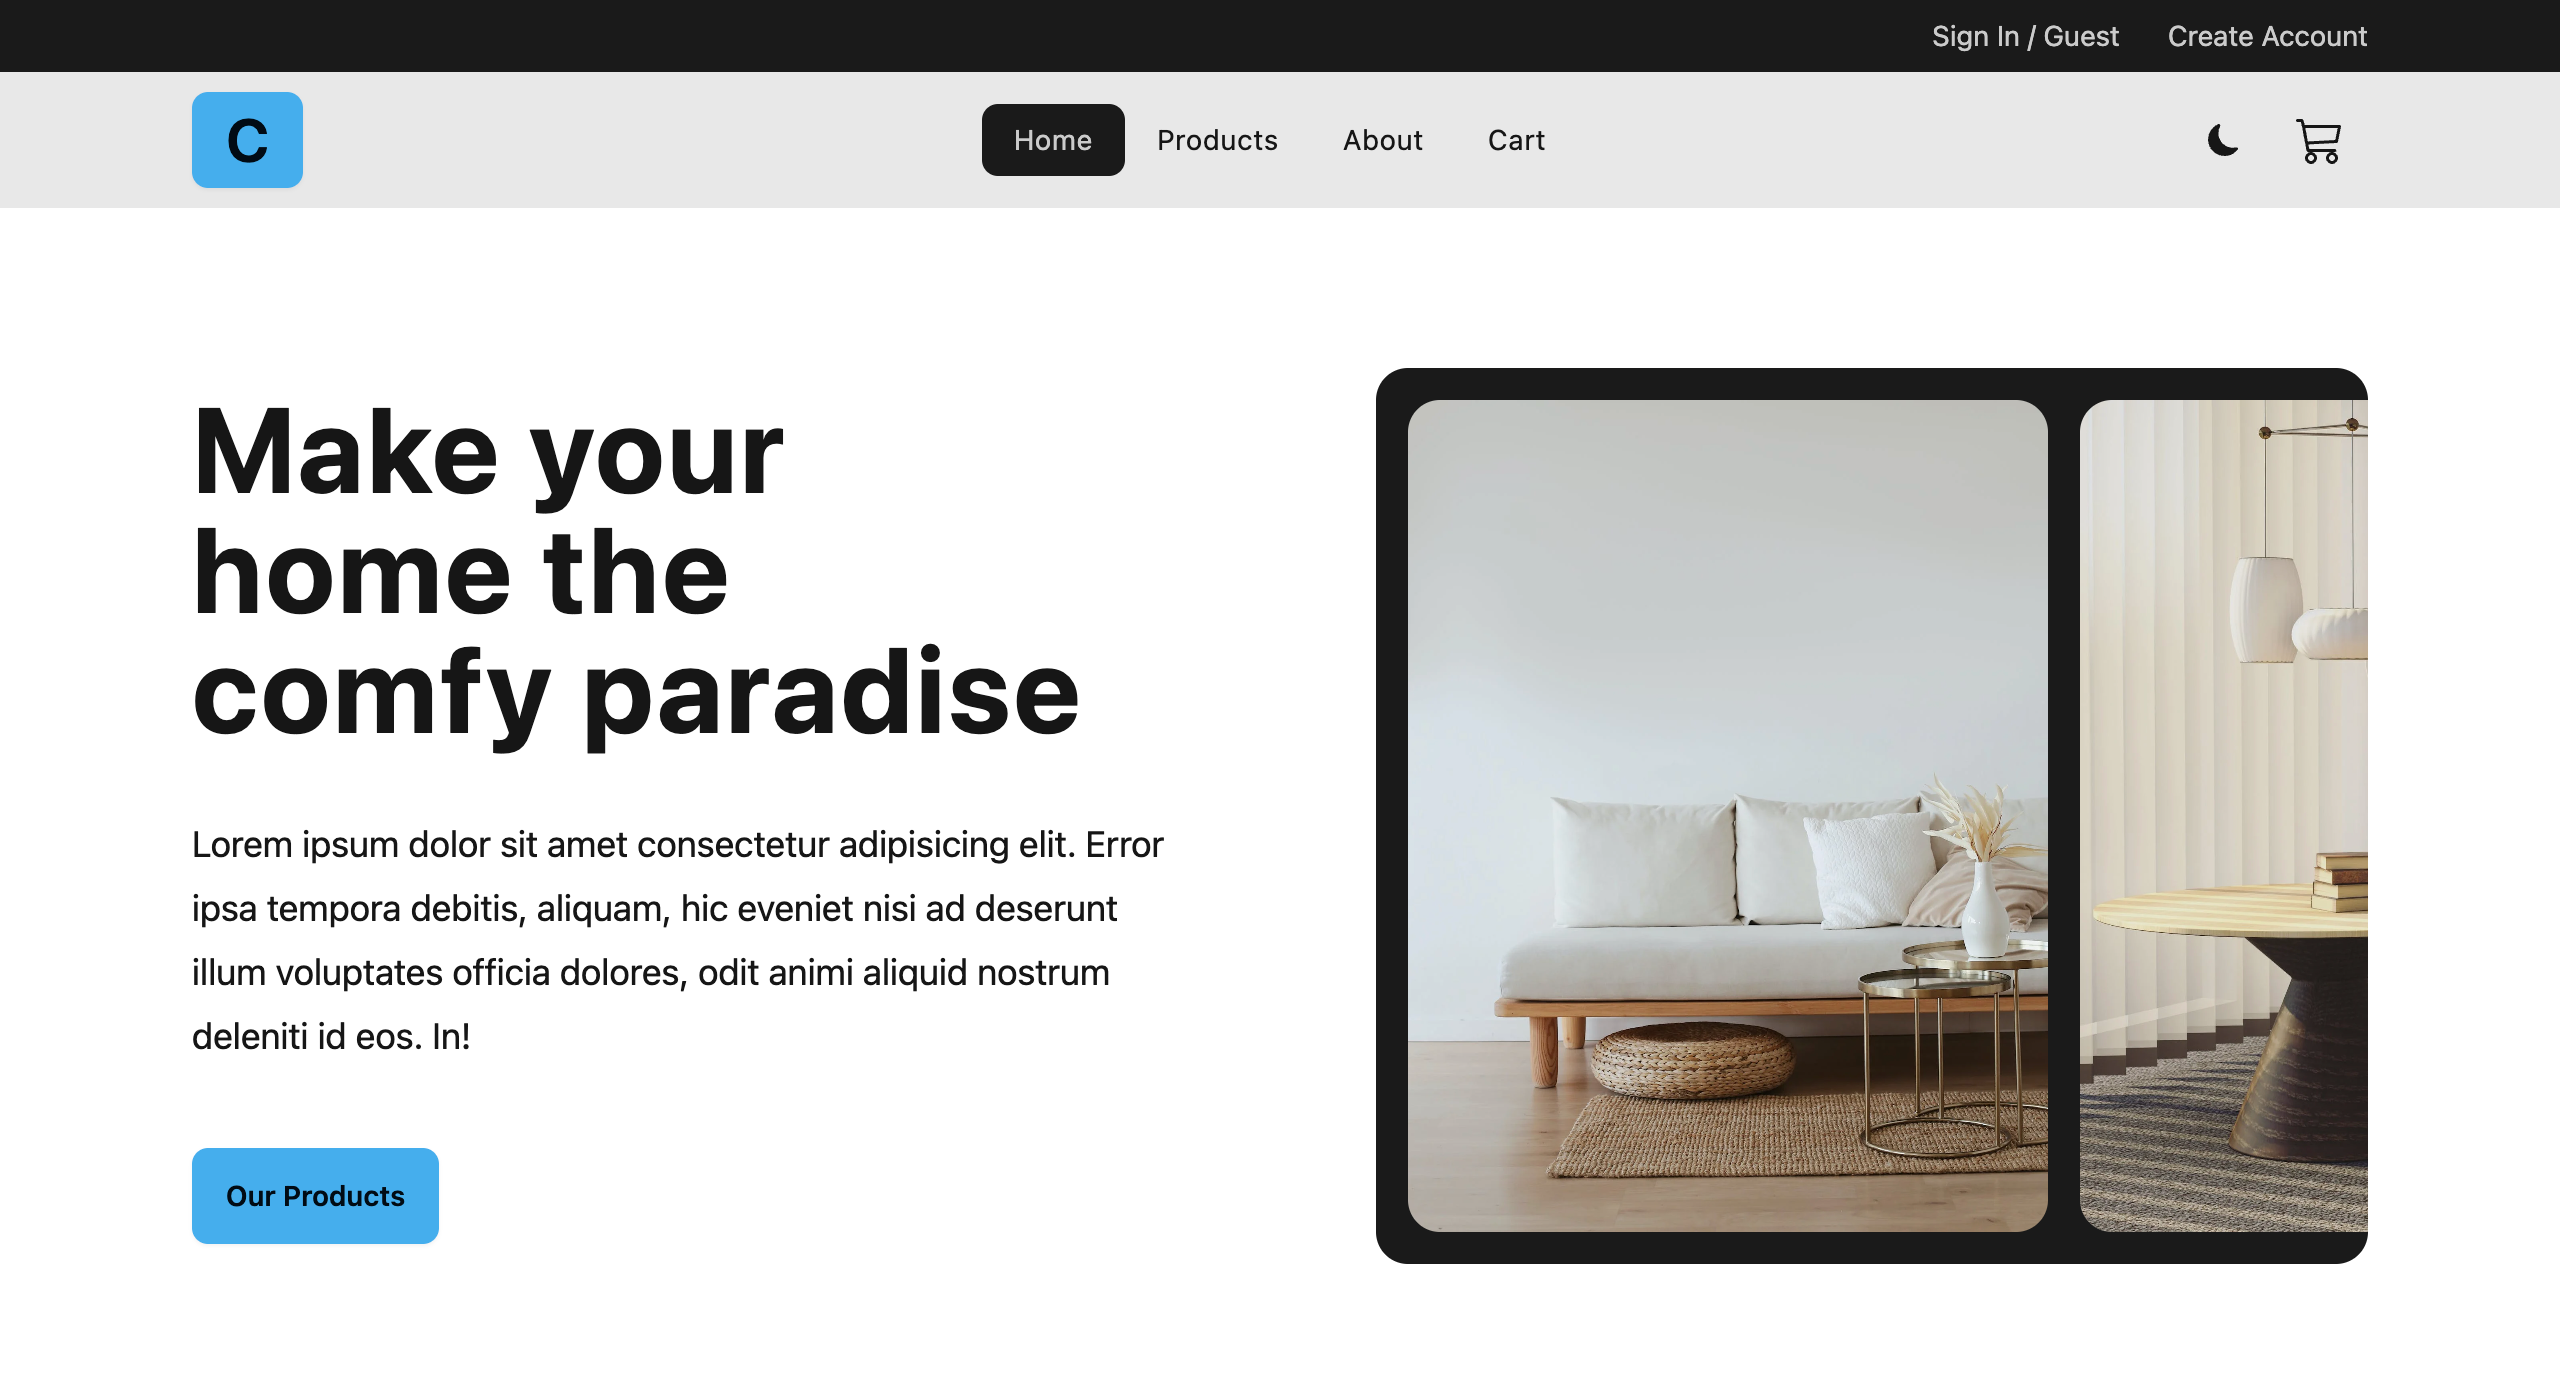 Sign In / Guest Create Account
C Home Products About Cart
Make your
home the
comfy paradise
Lorem ipsum dolor sit amet consectetur adipisicing elit. Error
ipsa tempora debitis, aliquam, hic eveniet nisi ad deserunt
illum voluptates officia dolores, odit animi aliquid nostrum
deleniti id eos. In!
Our Products